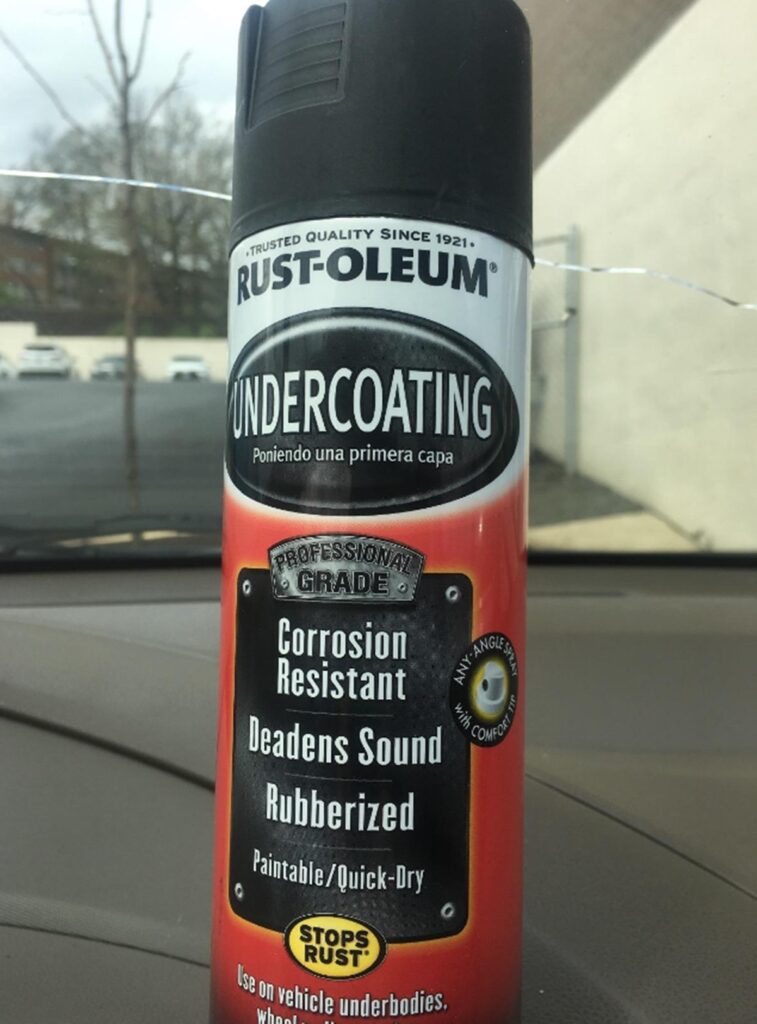 •TRUSTED QUALITY SINCE 1921•
RUST-OLEUM®
UNDERCOATING
Poniendo una primera capa
PROFESSIONAL
GRADE
Corrosion
Resistant
ANY-ANGLE SPRAY
with COMFORT TIP
Deadens Sound
Rubberized
Paintable/Quick-Dry
STOPS
RUST®
Use on vehicle underbodies,